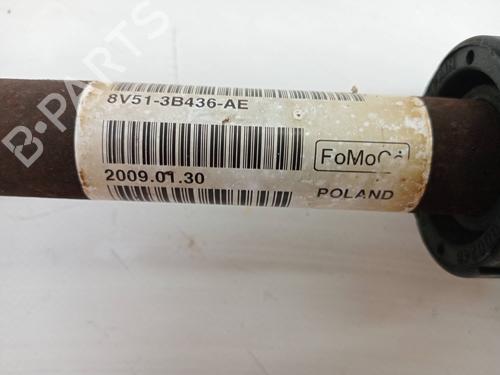 B-PARTS
8V51-3B436-AE
FoMoCo
2009.01.30
POLAND